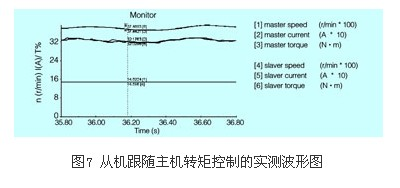 Monitor
[1] master speed (r/min * 100)
[2] master current (A * 10)
[3] master torque (N·m)
[4] slaver speed (r/min * 100)
[5] slaver current (A * 10)
[6] slaver torque (N·m)
n (r/min) I(A)/T%
32
24
16
8
0
35.80 36.00 36.20 36.40 36.60 36.80
Time (s)
图7 从机跟随主机转矩控制的实测波形图